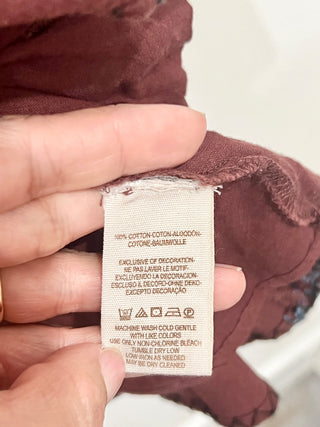 100% COTTON-COTON-ALGODÓN-
COTONE-BAUMWOLLE
EXCLUSIVE OF DECORATION-
NE PAS LAVER LE MOTIF-
EXCLUYENDO LA DECORACION-
ESCLUSO IL DECORO-OHNE DEKO-
EXCEPTO DECORAÇÃO
MACHINE WASH COLD GENTLE
WITH LIKE COLORS
USE ONLY NON-CHLORINE BLEACH
TUMBLE DRY LOW
LOW IRON AS NEEDED
MAY BE DRY CLEANED